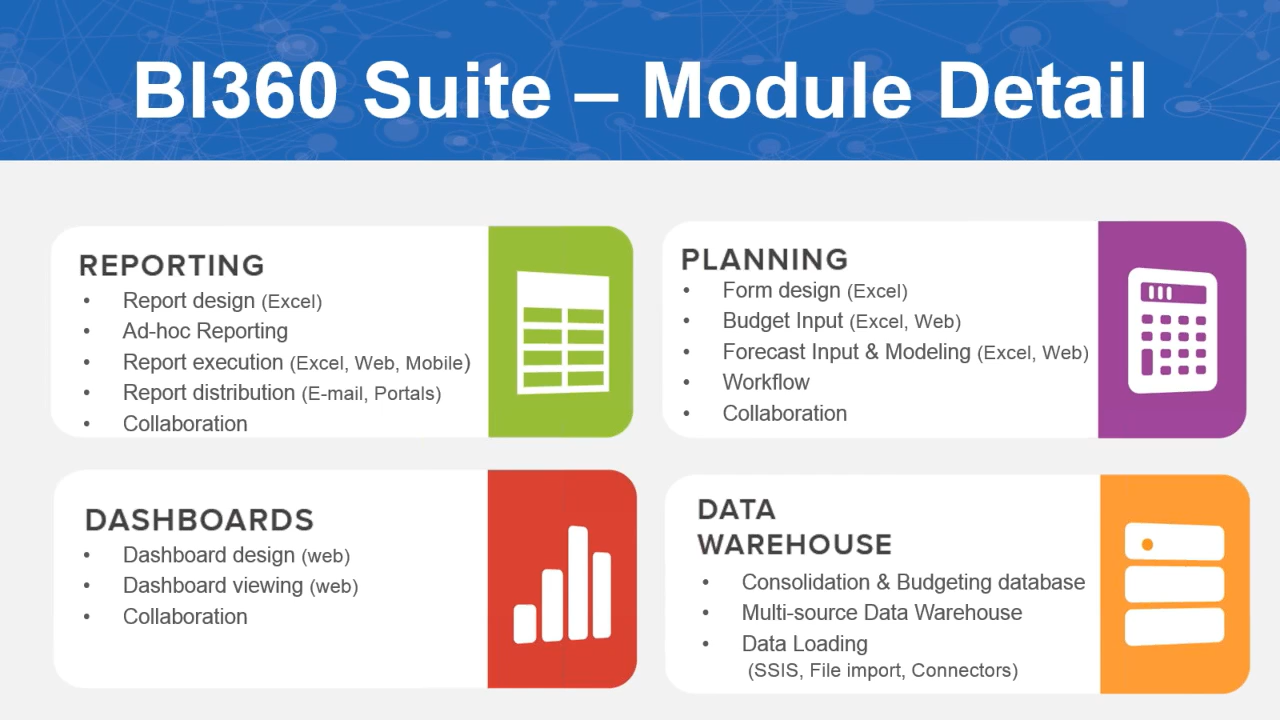 BI360 Suite – Module Detail
REPORTING
• Report design (Excel)
• Ad-hoc Reporting
• Report execution (Excel, Web, Mobile)
• Report distribution (E-mail, Portals)
• Collaboration
PLANNING
• Form design (Excel)
• Budget Input (Excel, Web)
• Forecast Input & Modeling (Excel, Web)
• Workflow
• Collaboration
DASHBOARDS
• Dashboard design (web)
• Dashboard viewing (web)
• Collaboration
DATA
WAREHOUSE
• Consolidation & Budgeting database
• Multi-source Data Warehouse
• Data Loading
(SSIS, File import, Connectors)